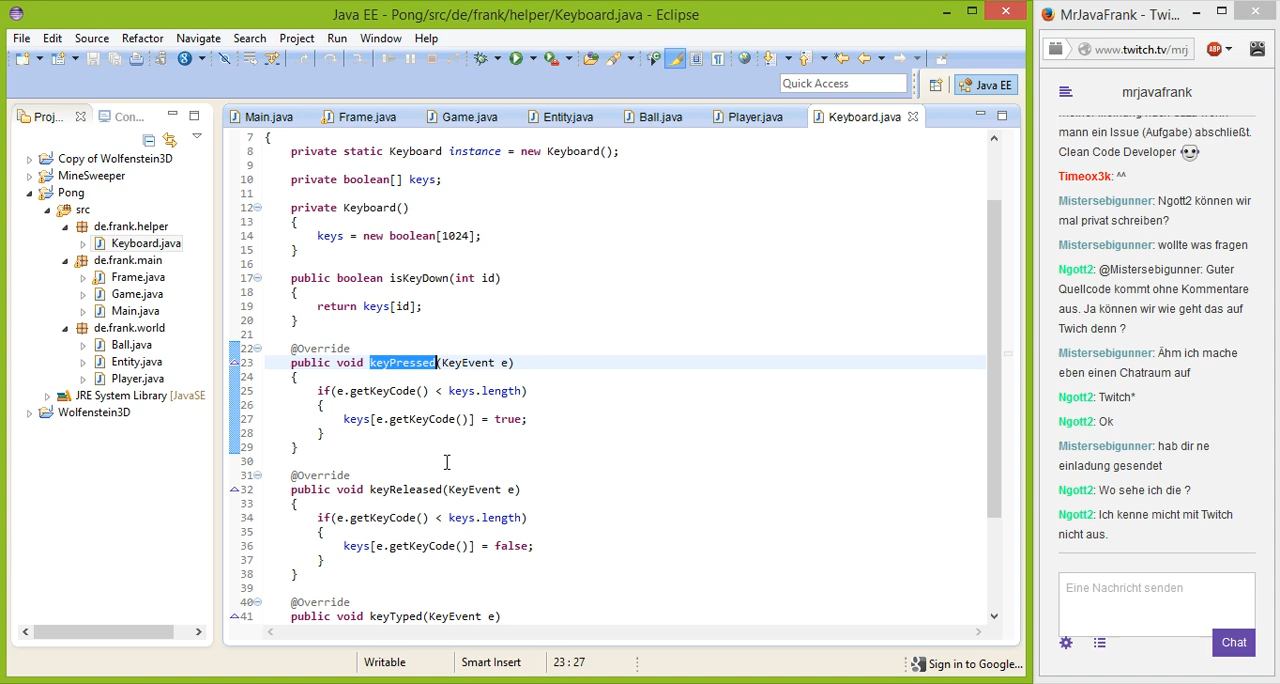 Java EE - Pong/src/de/frank/helper/Keyboard.java - Eclipse
File Edit Source Refactor Navigate Search Project Run Window Help
Quick Access
Java EE
Proj...
Con...
Copy of Wolfenstein3D
MineSweeper
Pong
src
de.frank.helper
Keyboard.java
de.frank.main
Frame.java
Game.java
Main.java
de.frank.world
Ball.java
Entity.java
Player.java
JRE System Library [JavaSE
Wolfenstein3D
Main.java Frame.java Game.java Entity.java Ball.java Player.java Keyboard.java
7 {
8 private static Keyboard instance = new Keyboard();
9
10 private boolean[] keys;
11
12 private Keyboard()
13 {
14 keys = new boolean[1024];
15 }
16
17 public boolean isKeyDown(int id)
18 {
19 return keys[id];
20 }
21
22 @Override
23 public void keyPressed(KeyEvent e)
24 {
25 if(e.getKeyCode() < keys.length)
26 {
27 keys[e.getKeyCode()] = true;
28 }
29 }
30
31 @Override
32 public void keyReleased(KeyEvent e)
33 {
34 if(e.getKeyCode() < keys.length)
35 {
36 keys[e.getKeyCode()] = false;
37 }
38 }
39
40 @Override
41 public void keyTyped(KeyEvent e)
Writable Smart Insert 23 : 27 Sign in to Google...
MrJavaFrank - Twi...
www.twitch.tv/mrj
ABP
mrjavafrank
mann ein Issue (Aufgabe) abschließt.
Clean Code Developer
Timeox3k: ^^
Mistersebigunner: Ngott2 können wir
mal privat schreiben?
Mistersebigunner: wollte was fragen
Ngott2: @Mistersebigunner: Guter
Quellcode kommt ohne Kommentare
aus. Ja können wir wie geht das auf
Twich denn ?
Mistersebigunner: Ähm ich mache
eben einen Chatraum auf
Ngott2: Twitch*
Ngott2: Ok
Mistersebigunner: hab dir ne
einladung gesendet
Ngott2: Wo sehe ich die ?
Ngott2: Ich kenne micht mit Twitch
nicht aus.
Eine Nachricht senden
Chat